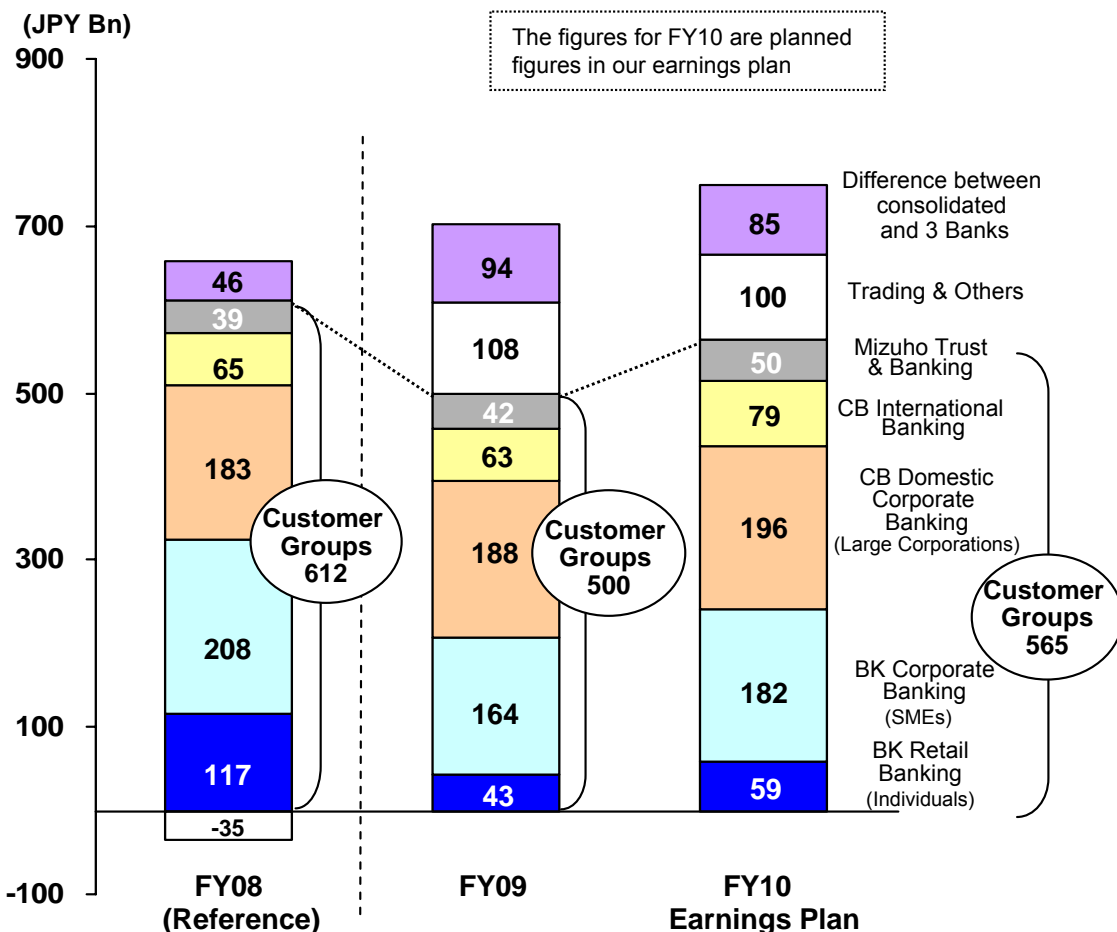 (JPY Bn)
900
700
500
300
100
-100
The figures for FY10 are planned
figures in our earnings plan
46
39
65
183
208
117
-35
Customer
Groups
612
FY08
(Reference)
94
108
42
63
188
164
43
Customer
Groups
500
FY09
85
100
50
79
196
182
59
FY10
Earnings Plan
Difference between
consolidated
and 3 Banks
Trading & Others
Mizuho Trust
& Banking
CB International
Banking
CB Domestic
Corporate
Banking
(Large Corporations)
BK Corporate
Banking
(SMEs)
BK Retail
Banking
(Individuals)
Customer
Groups
565